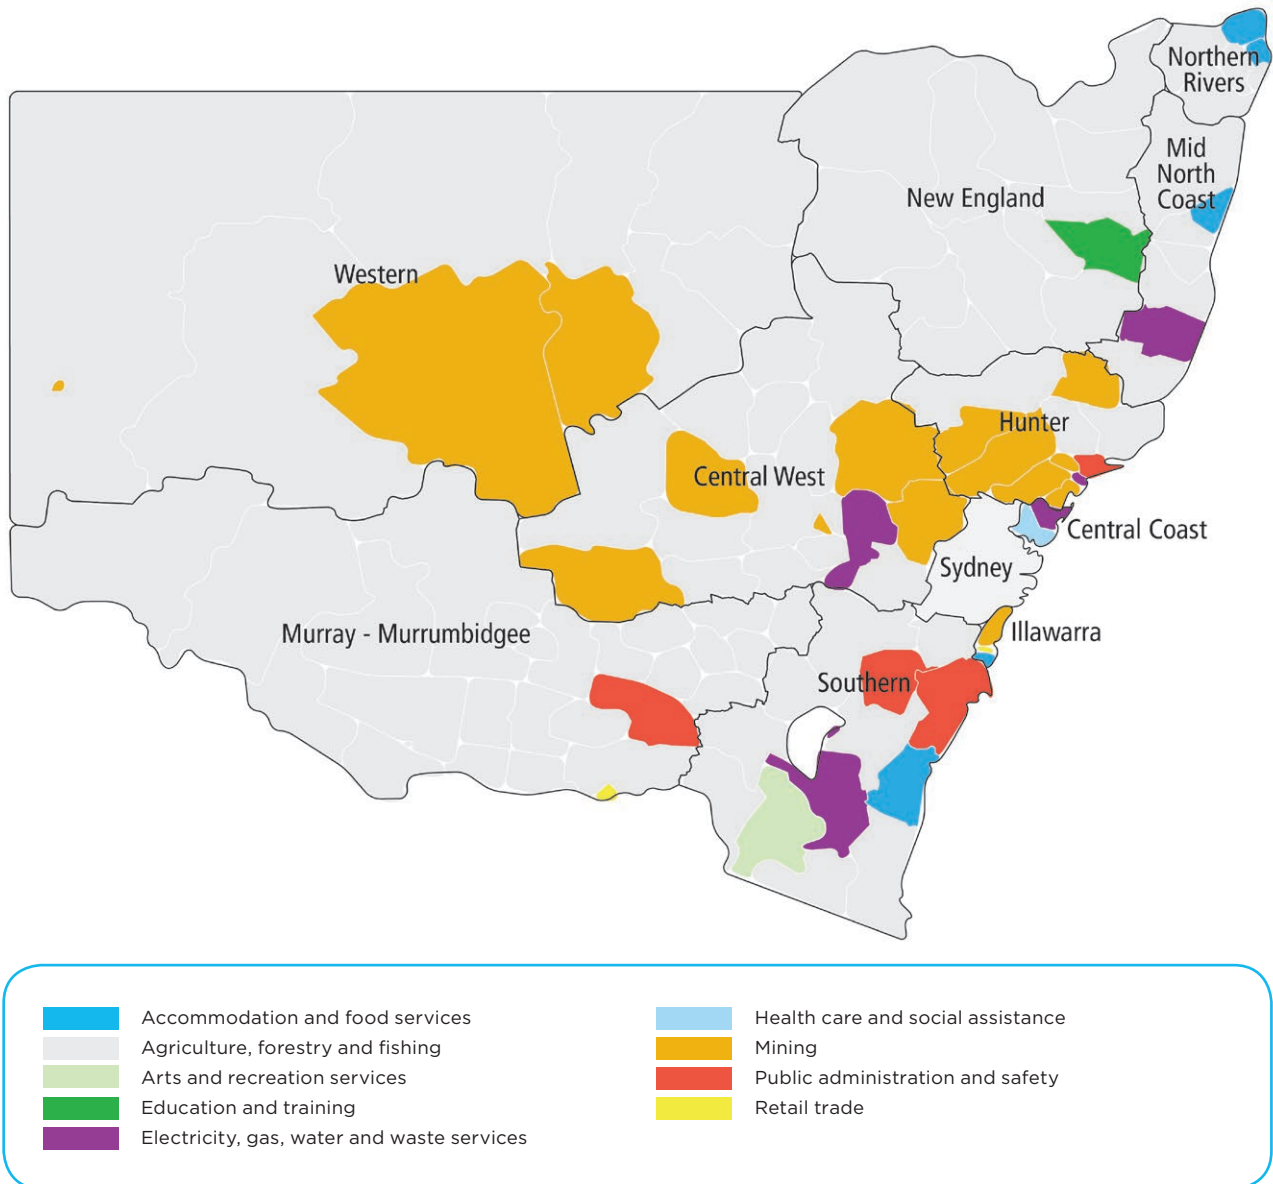 Northern
Rivers
Mid
North
Coast
New England
Western
Hunter
Central West
Central Coast
Sydney
Illawarra
Murray - Murrumbidgee
Southern
Accommodation and food services
Agriculture, forestry and fishing
Arts and recreation services
Education and training
Electricity, gas, water and waste services
Health care and social assistance
Mining
Public administration and safety
Retail trade